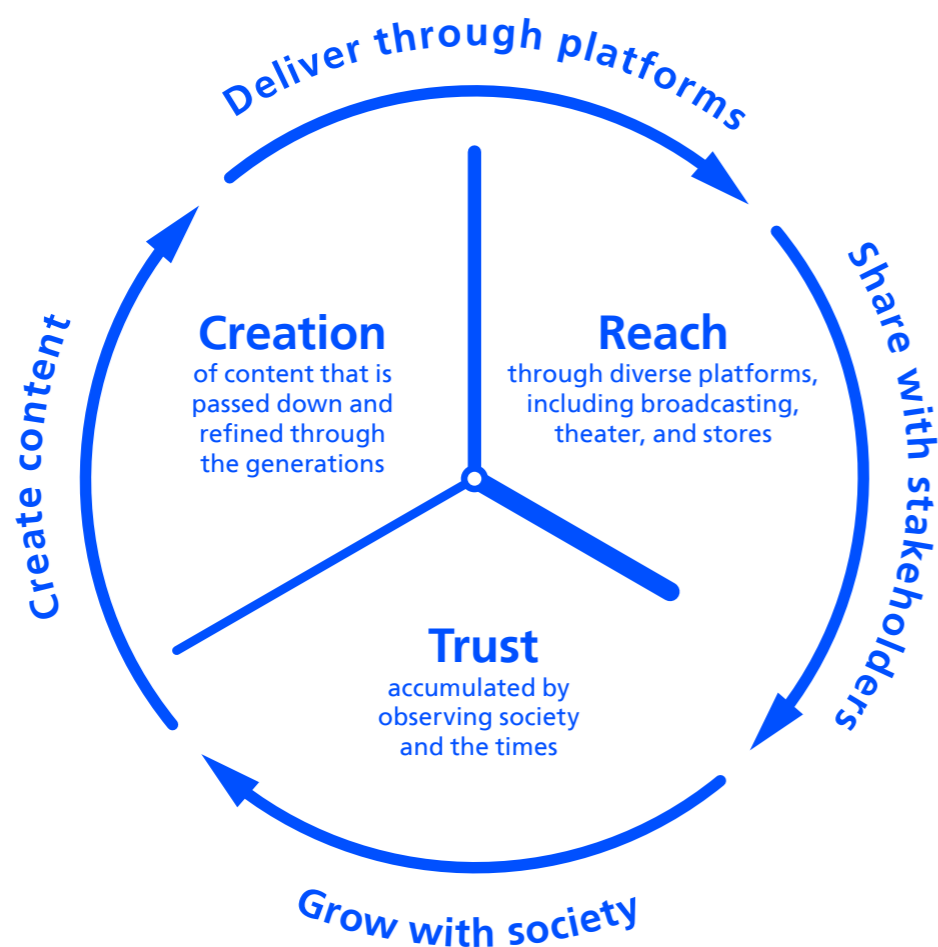 Deliver through platforms
Share with stakeholders
Grow with society
Create content
Creation
of content that is
passed down and
refined through
the generations
Reach
through diverse platforms,
including broadcasting,
theater, and stores
Trust
accumulated by
observing society
and the times